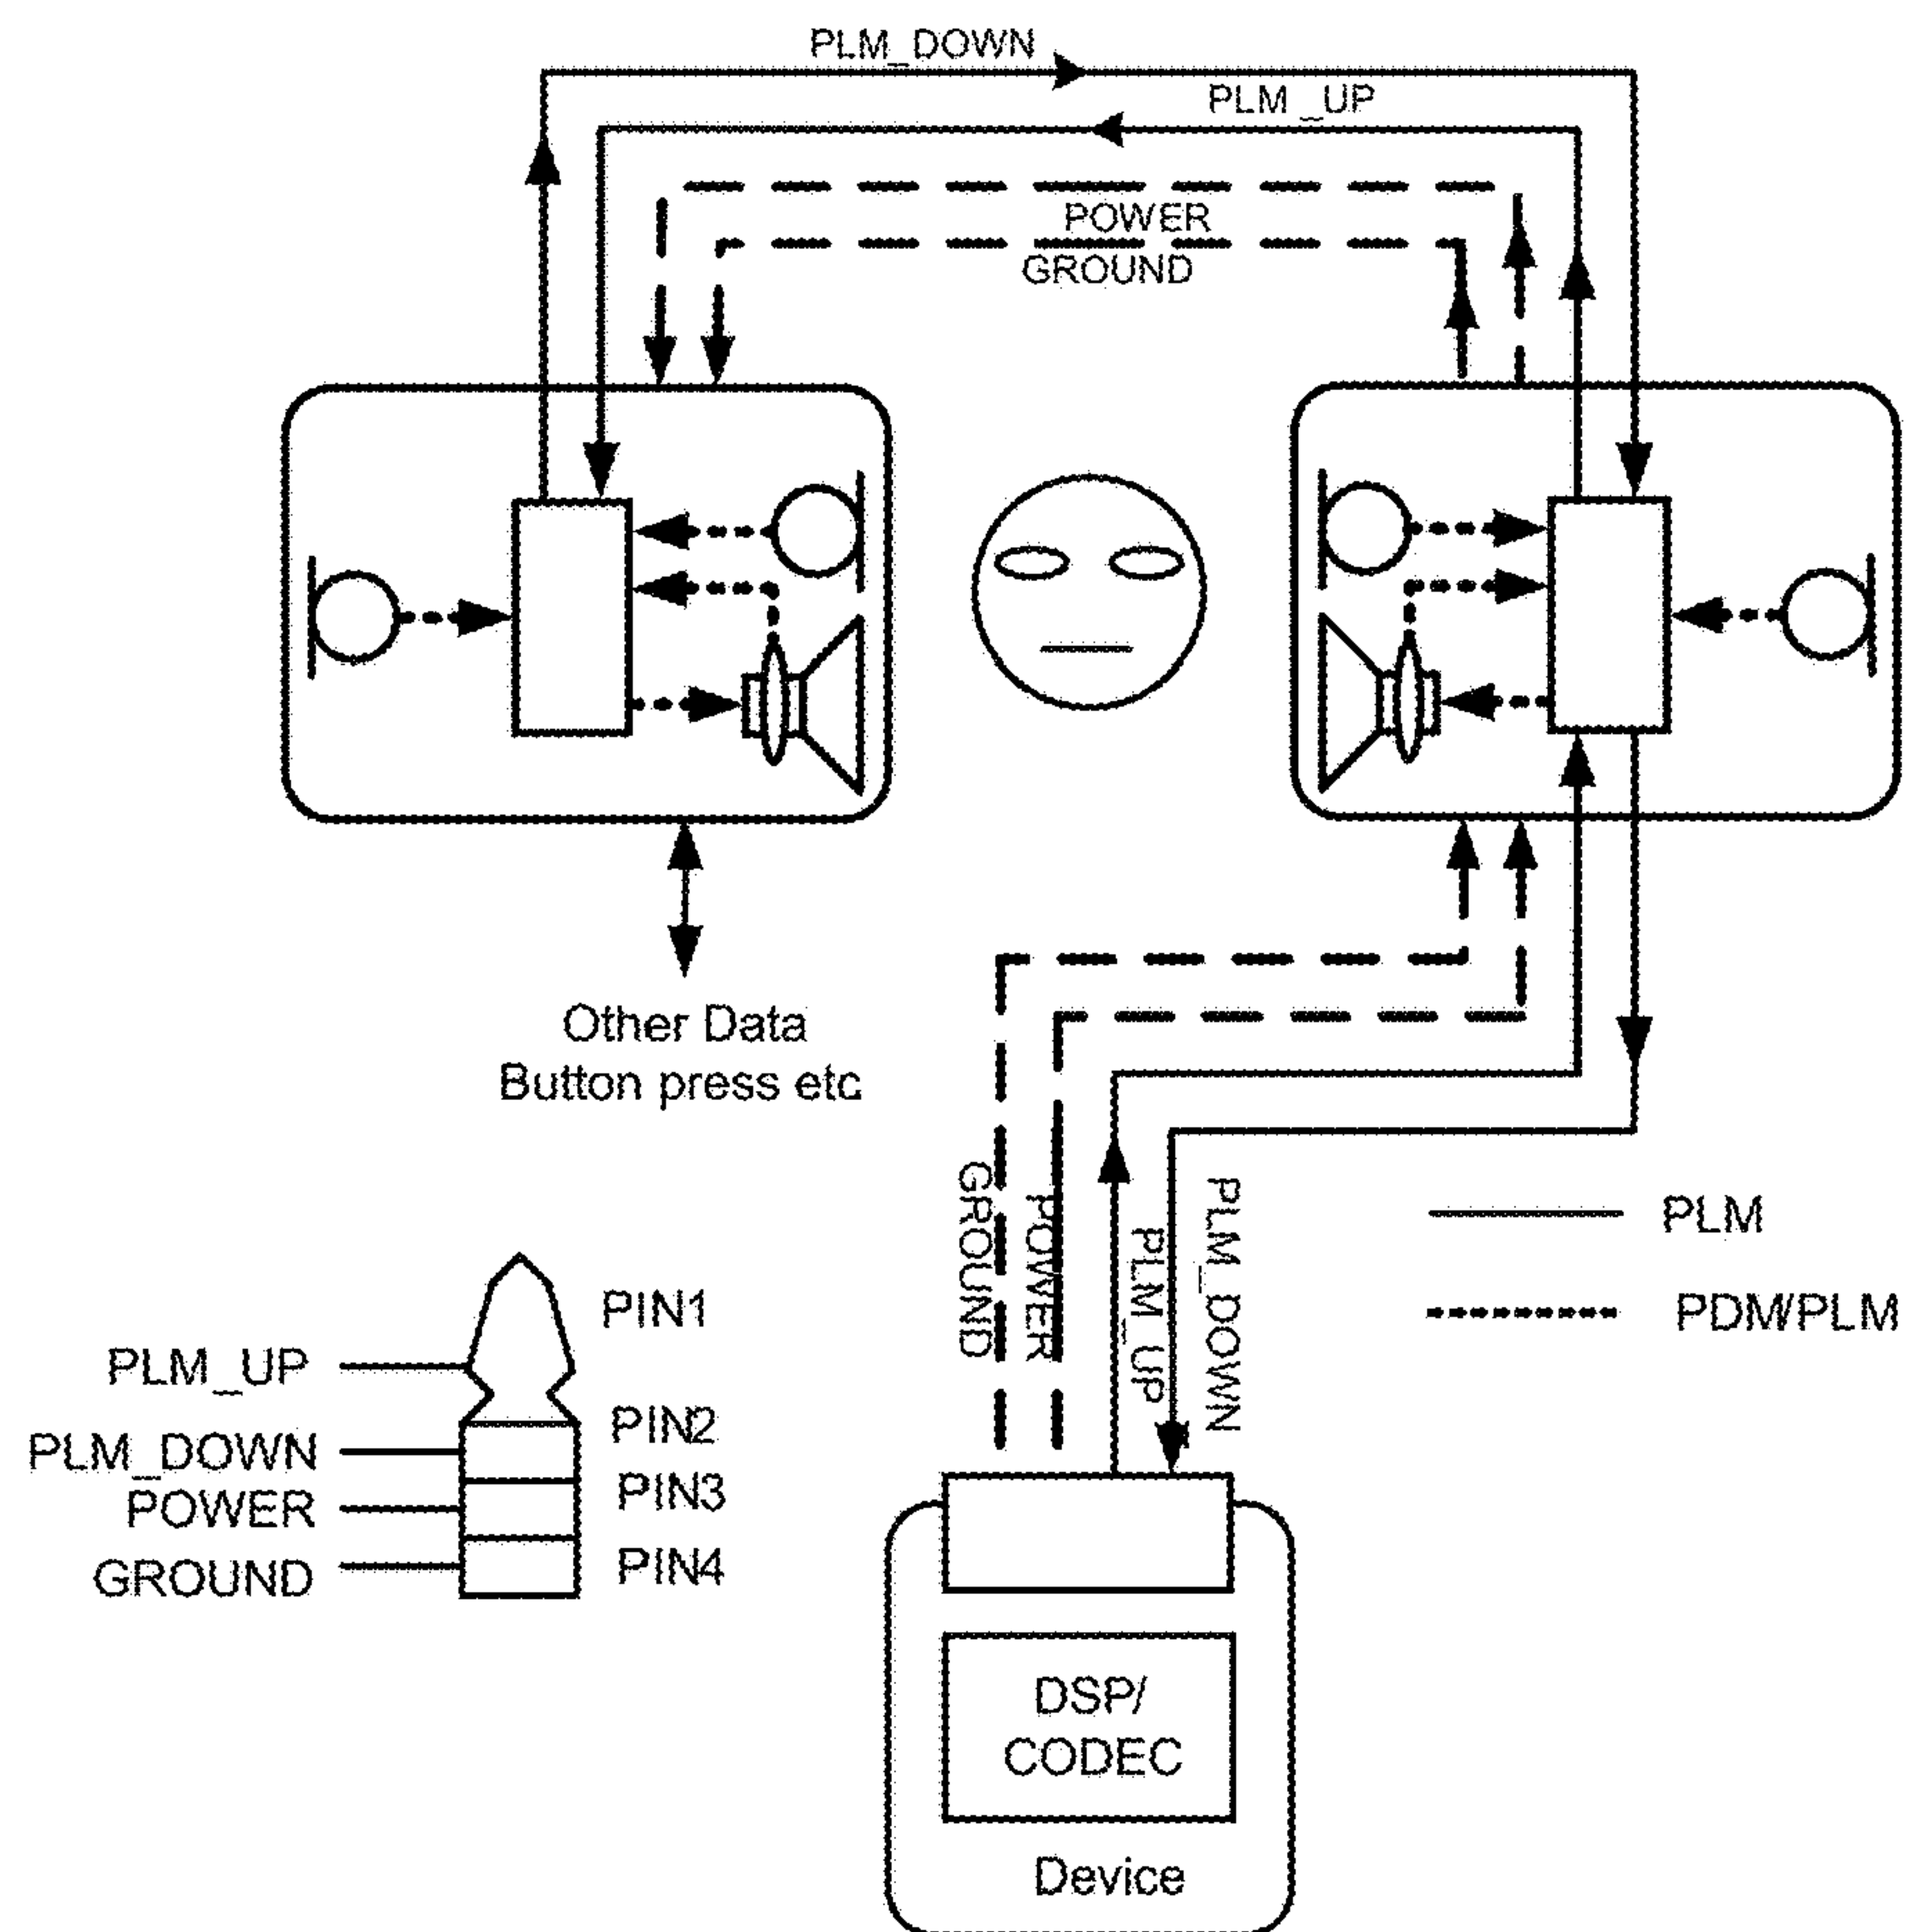 PLM_DOWN
PLM _UP
POWER
GROUND
Other Data
Button press etc
GROUND
POWER
PLM_UP
PLM_DOWN
PLM
PDM/PLM
PIN1
PLM_UP
PIN2
PLM_DOWN
PIN3
POWER
PIN4
GROUND
DSP/
CODEC
Device